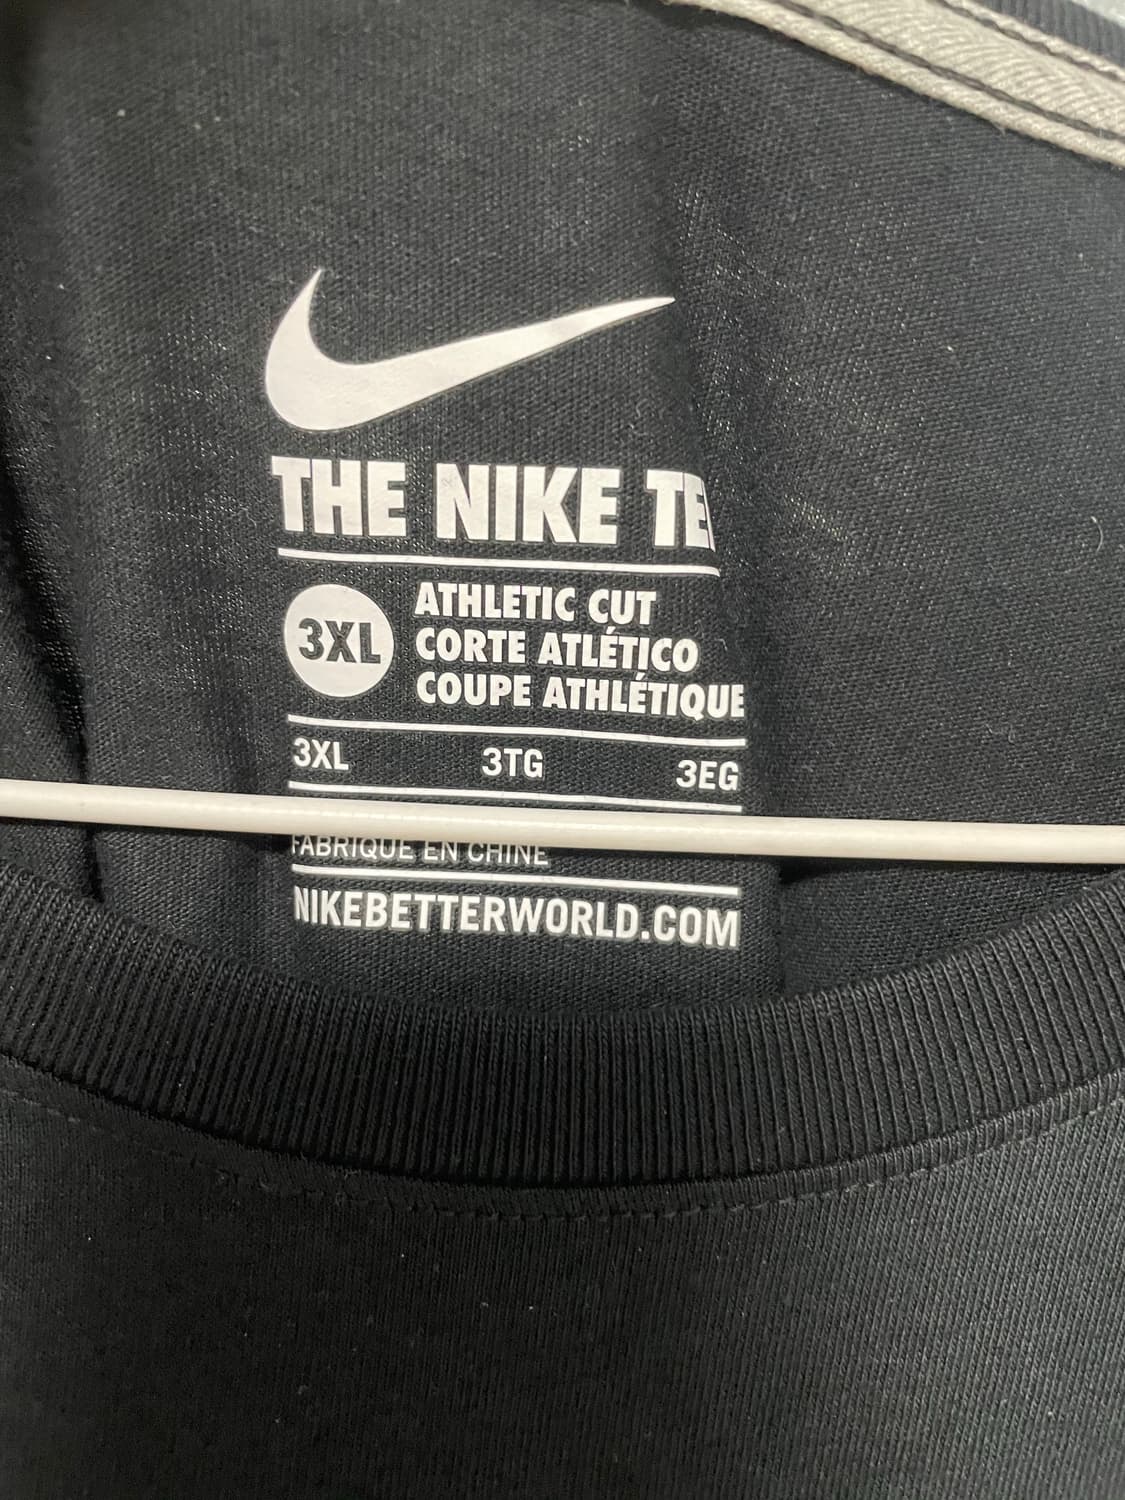 THE NIKE TE
3XL
ATHLETIC CUT
CORTE ATLÉTICO
COUPE ATHLÉTIQUE
3XL 3TG 3EG
FABRIQUE EN CHINE
NIKEBETTERWORLD.COM